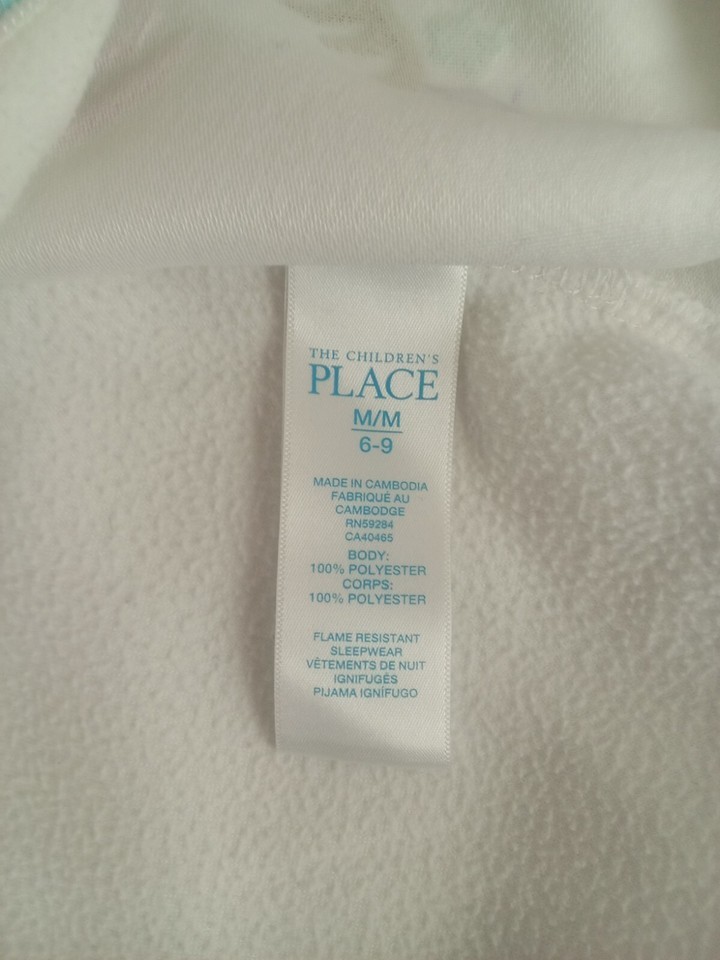 THE CHILDREN'S
PLACE
M/M
6-9
MADE IN CAMBODIA
FABRIQUÉ AU
CAMBODGE
RN59284
CA40465
BODY:
100% POLYESTER
CORPS:
100% POLYESTER
FLAME RESISTANT
SLEEPWEAR
VÊTEMENTS DE NUIT
IGNIFUGÉS
PIJAMA IGNÍFUGO